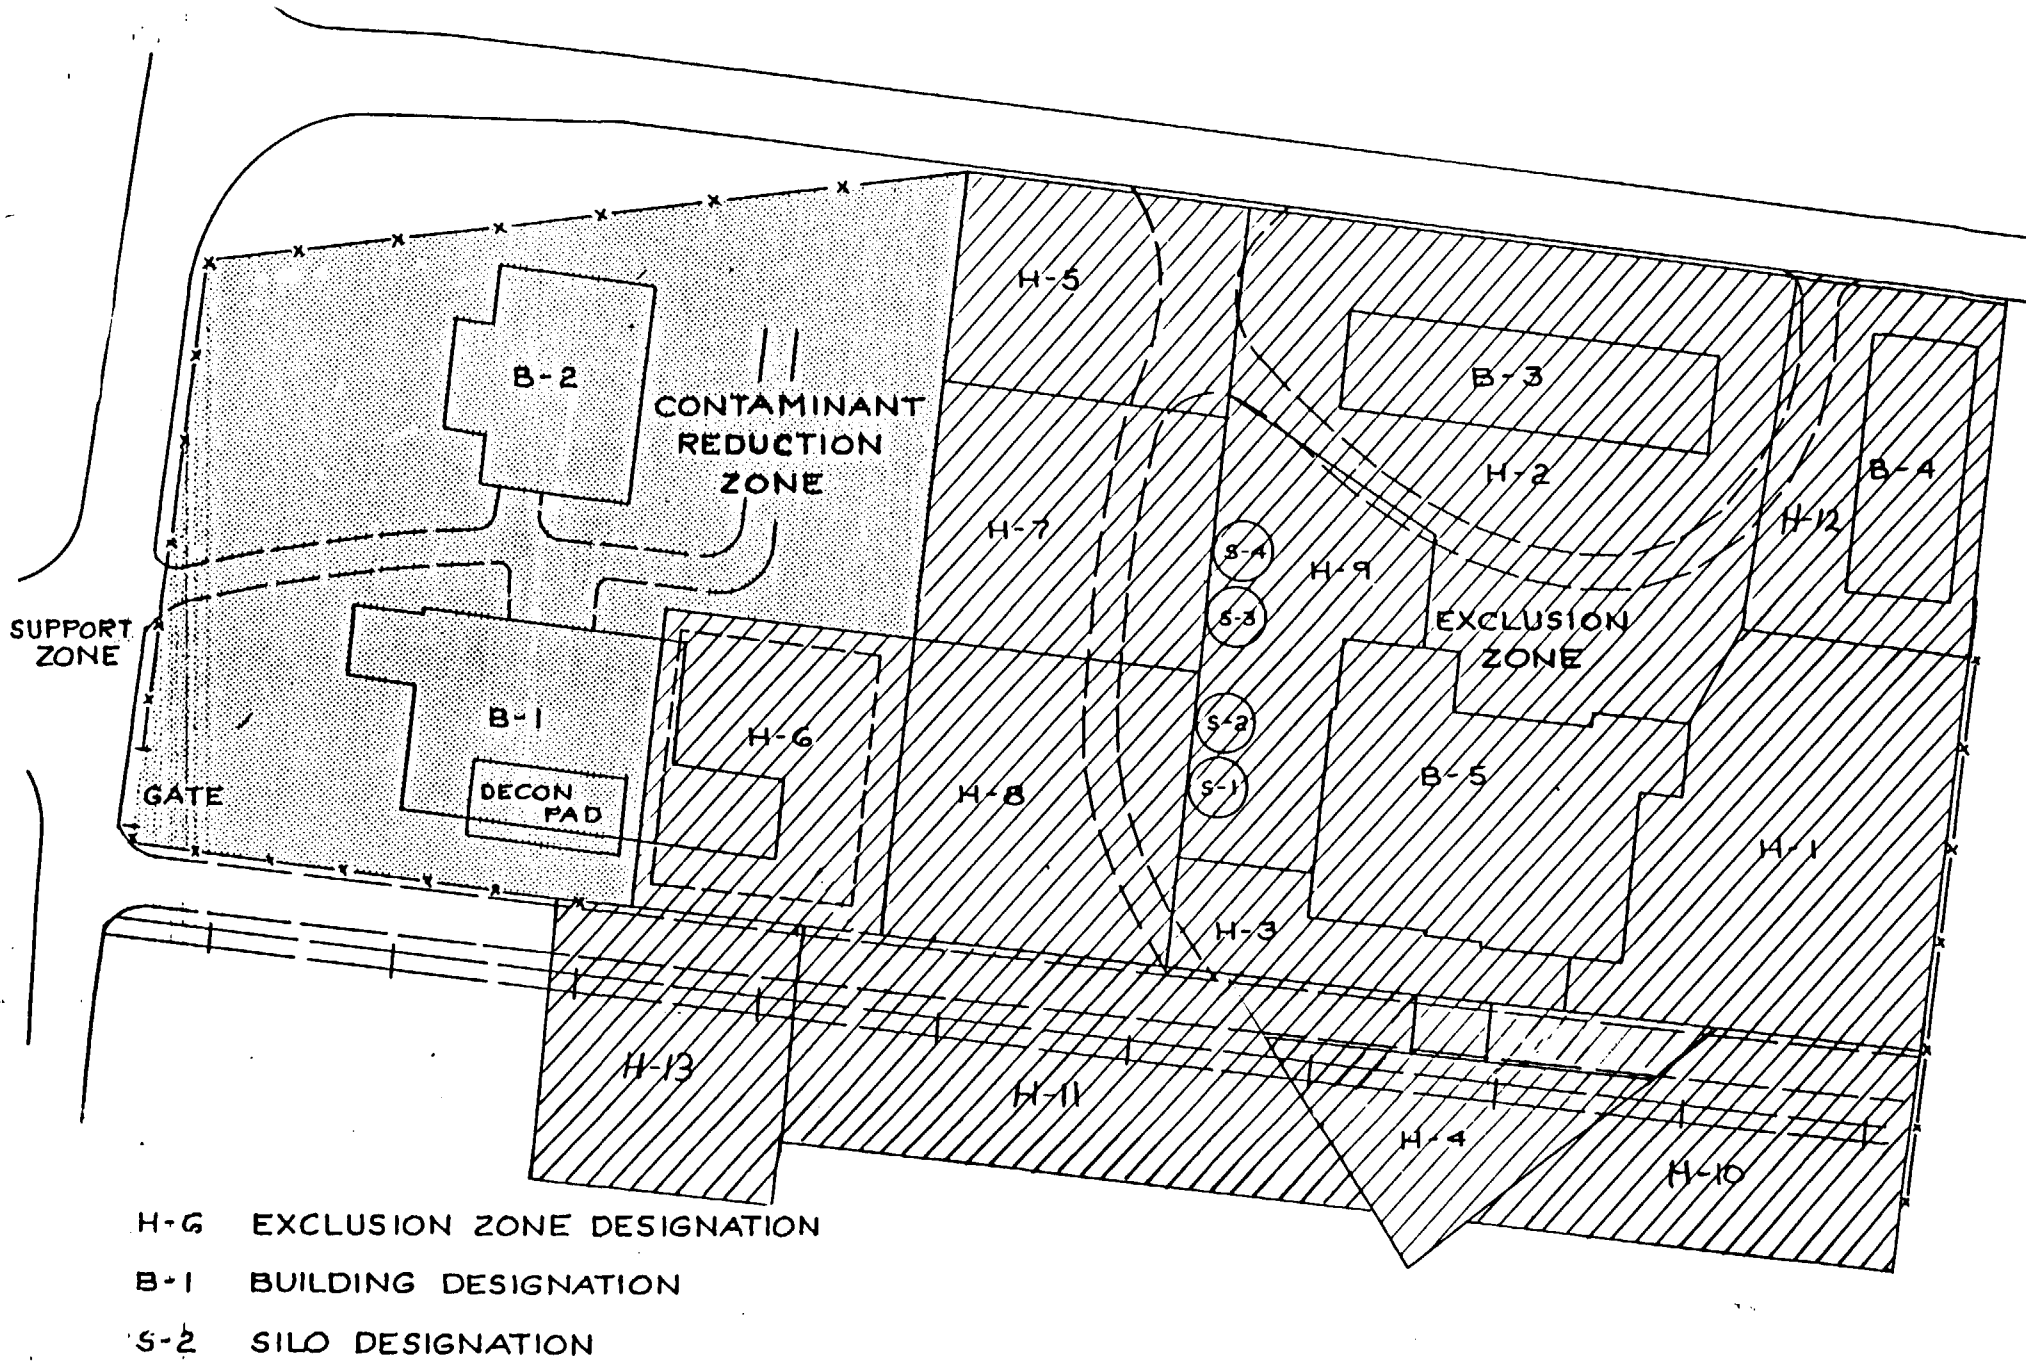 H-5
B-2
B-3
CONTAMINANT
REDUCTION
ZONE
H-2
B-4
H-7
H-12
S-4
H-9
S-3
EXCLUSION
ZONE
SUPPORT
ZONE
B-1
H-6
S-2
B-5
DECON
PAD
GATE
H-8
S-1
H-1
H-3
H-13
H-11
H-4
H-10
H-6 EXCLUSION ZONE DESIGNATION
B-1 BUILDING DESIGNATION
S-2 SILO DESIGNATION